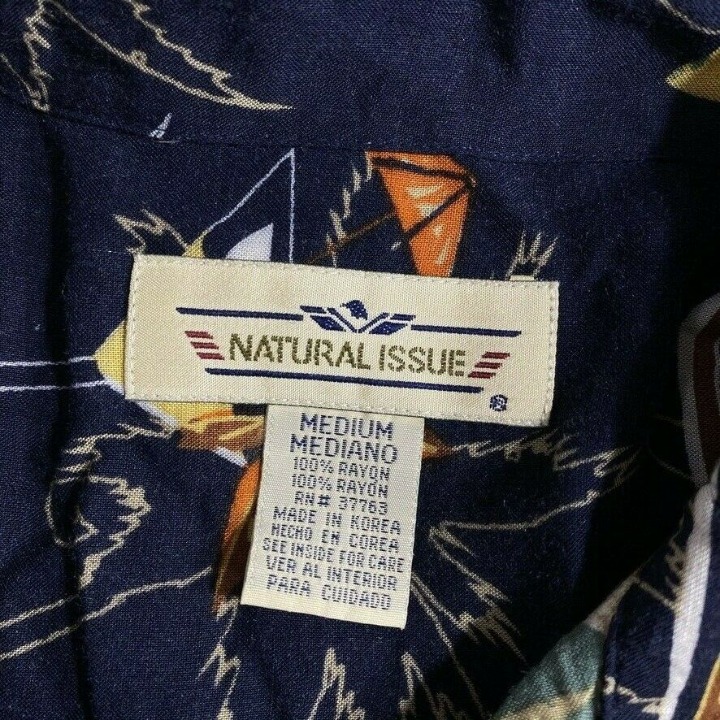 NATURAL ISSUE
®
MEDIUM
MEDIANO
100% RAYON
100% RAYON
RN# 37763
MADE IN KOREA
HECHO EN COREA
SEE INSIDE FOR CARE
VER AL INTERIOR
PARA CUIDADO